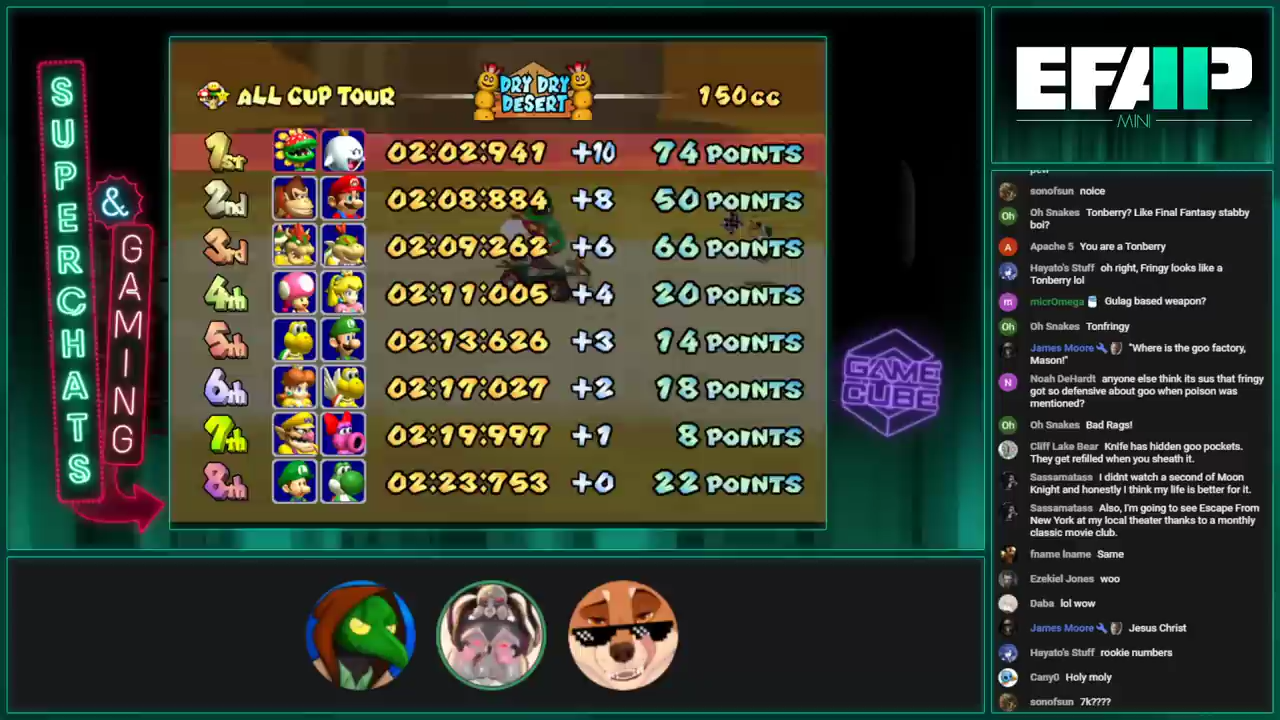 SUPERCHATS
&
GAMING
ALL CUP TOUR
DRY DRY
DESERT
150cc
1st 02:02:941 +10 74 POINTS
2nd 02:08:884 +8 50 POINTS
3rd 02:09:262 +6 66 POINTS
4th 02:11:005 +4 20 POINTS
5th 02:13:626 +3 14 POINTS
6th 02:17:027 +2 18 POINTS
7th 02:19:997 +1 8 POINTS
8th 02:23:753 +0 22 POINTS
GAME
CUBE
EFAP
MINI
sonofsun noice
Oh Oh Snakes Tonberry? Like Final Fantasy stabby
boi?
A Apache 5 You are a Tonberry
Hayato's Stuff oh right, Fringy looks like a
Tonberry lol
m micrOmega Gulag based weapon?
Oh Oh Snakes Tonfringy
James Moore "Where is the goo factory,
Mason!"
N Noah DeHardt anyone else think its sus that fringy
got so defensive about goo when poison was
mentioned?
Oh Oh Snakes Bad Rags!
Cliff Lake Bear Knife has hidden goo pockets.
They get refilled when you sheath it.
Sassamatass I didnt watch a second of Moon
Knight and honestly I think my life is better for it.
Sassamatass Also, I'm going to see Escape From
New York at my local theater thanks to a monthly
classic movie club.
fname lname Same
Ezekiel Jones woo
Daba lol wow
James Moore Jesus Christ
Hayato's Stuff rookie numbers
Cany0 Holy moly
sonofsun 7k????